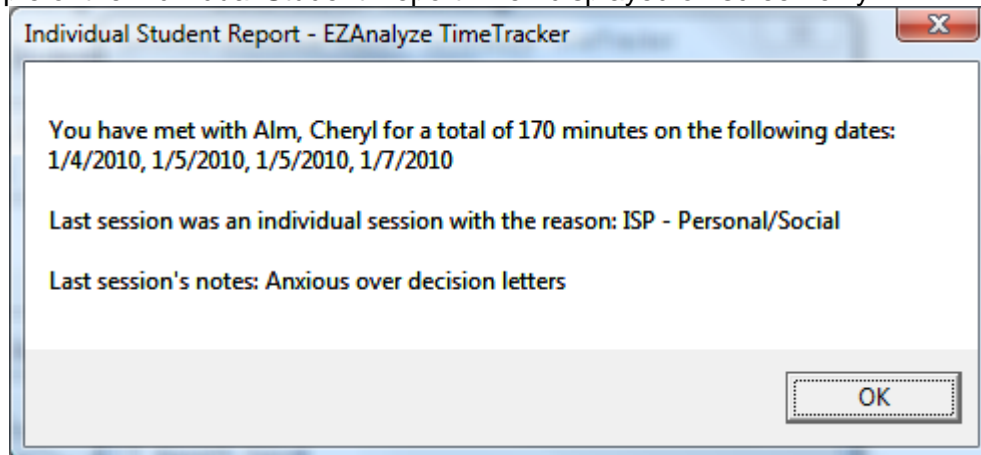 Individual Student Report - EZAnalyze TimeTracker
You have met with Alm, Cheryl for a total of 170 minutes on the following dates:
1/4/2010, 1/5/2010, 1/5/2010, 1/7/2010
Last session was an individual session with the reason: ISP - Personal/Social
Last session's notes: Anxious over decision letters
OK